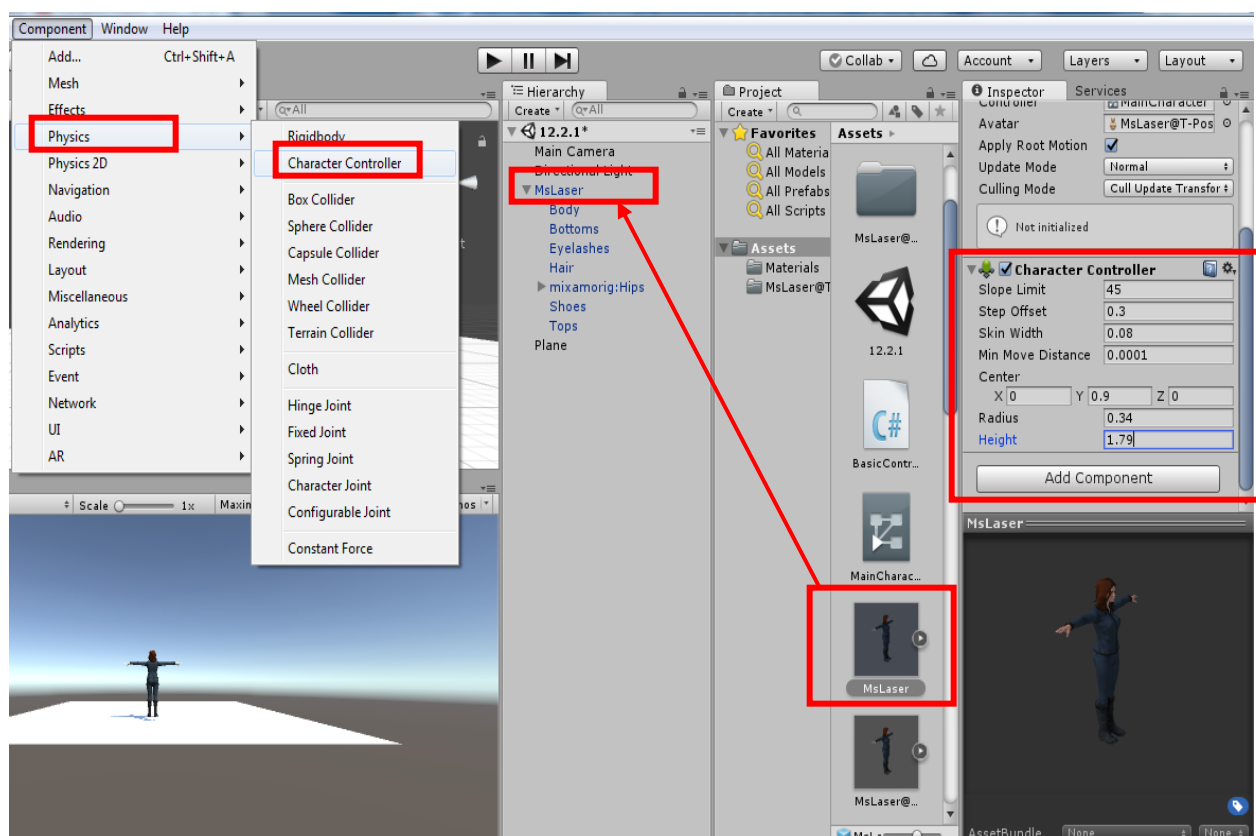 Component Window Help
Add... Ctrl+Shift+A
Mesh
Effects
Physics
Physics 2D
Navigation
Audio
Rendering
Layout
Miscellaneous
Analytics
Scripts
Event
Network
UI
AR
Rigidbody
Character Controller
Box Collider
Sphere Collider
Capsule Collider
Mesh Collider
Wheel Collider
Terrain Collider
Cloth
Hinge Joint
Fixed Joint
Spring Joint
Character Joint
Configurable Joint
Constant Force
All
Scale 1x Maxin
nos
Collab Account Layers Layout
Hierarchy
Create All
12.2.1*
Main Camera
Directional Light
MsLaser
Body
Bottoms
Eyelashes
Hair
mixamorig:Hips
Shoes
Tops
Plane
Project
Create
Favorites
All Materia
All Models
All Prefabs
All Scripts
Assets
Materials
MsLaser@T
Assets
MsLaser@...
12.2.1
C#
BasicContr...
MainCharac...
MsLaser
MsLaser@...
Inspector Services
Controller MainCharacter
Avatar MsLaser@T-Pos
Apply Root Motion
Update Mode Normal
Culling Mode Cull Update Transfor
Not initialized
Character Controller
Slope Limit 45
Step Offset 0.3
Skin Width 0.08
Min Move Distance 0.0001
Center
X 0 Y 0.9 Z 0
Radius 0.34
Height 1.79
Add Component
MsLaser
AssetBundle None None